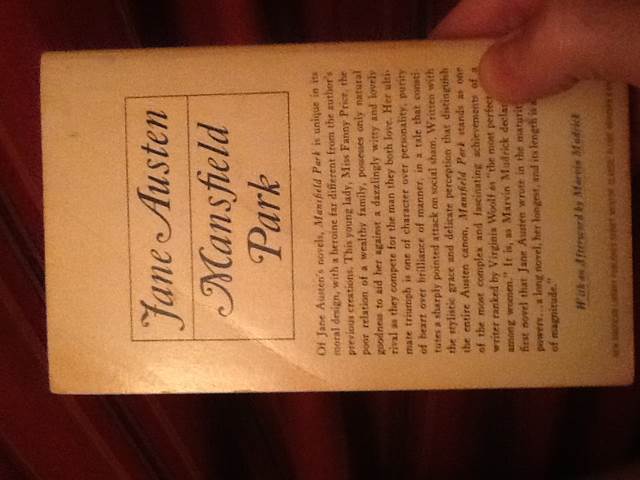 Jane Austen
Mansfield
Park
Of Jane Austen's novels, Mansfield Park is unique in its
moral design, with a heroine far different from the author's
previous creations. This young lady, Miss Fanny Price, the
poor relation of a wealthy family, possesses only natural
goodness to aid her against a dazzlingly witty and lovely
rival as they compete for the man they both love. Her ulti-
mate triumph is one of character over personality, purity
of heart over brilliance of manner, in a tale that consti-
tutes a sharply pointed attack on social sham. Written with
the stylistic grace and delicate perception that distinguish
the entire Austen canon, Mansfield Park stands as one
of the most complex and fascinating achievements of a
writer ranked by Virginia Woolf as "the most perfect
among women." It is, as Marvin Mudrick
first novel that Jane Austen wrote in the
powers...a long novel, her longest, and its length is
of magnitude."
With an Afterword by Marvin Mudrick